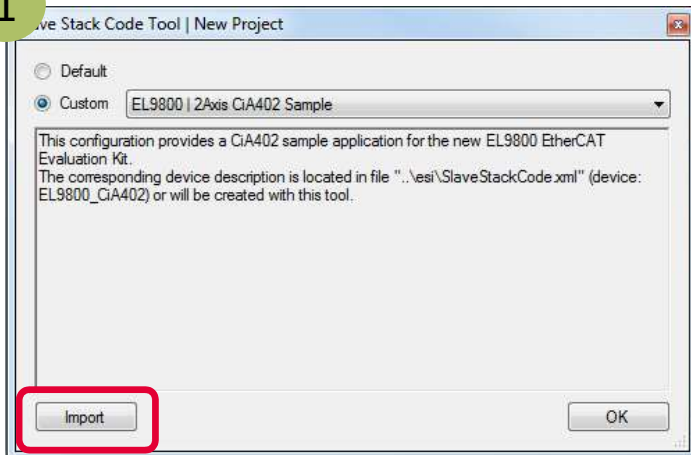 1
ve Stack Code Tool | New Project
Default
Custom EL9800 | 2Axis CiA402 Sample
This configuration provides a CiA402 sample application for the new EL9800 EtherCAT
Evaluation Kit.
The corresponding device description is located in file "..\esi\SlaveStackCode.xml" (device:
EL9800_CiA402) or will be created with this tool.
Import
OK